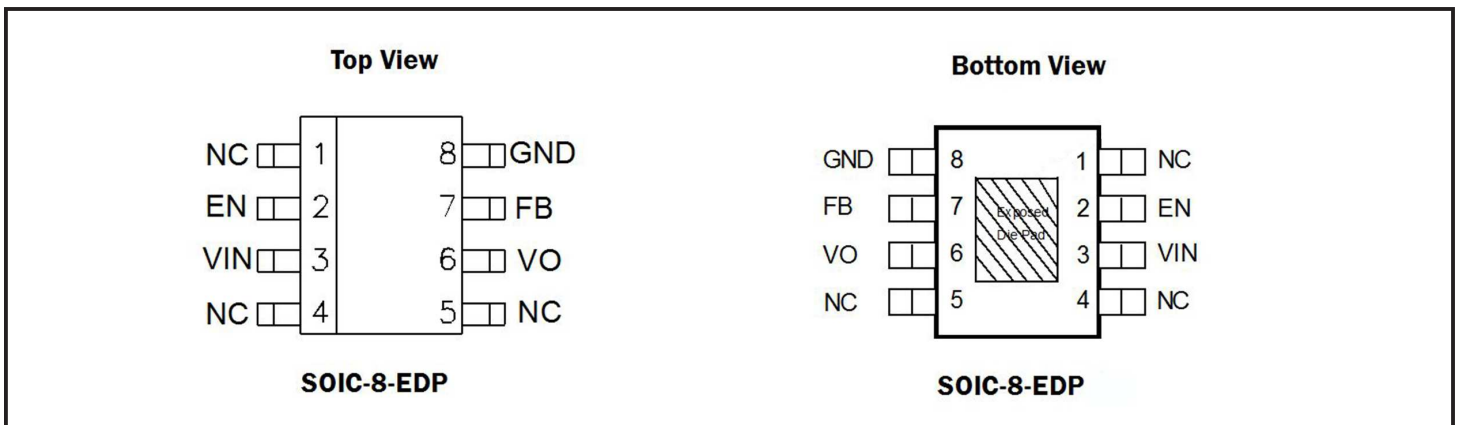 Top View
NC 1 8 GND
EN 2 7 FB
VIN 3 6 VO
NC 4 5 NC
SOIC-8-EDP
Bottom View
GND 8 1 NC
FB 7 Exposed 2 EN
Die Pad
VO 6 3 VIN
NC 5 4 NC
SOIC-8-EDP